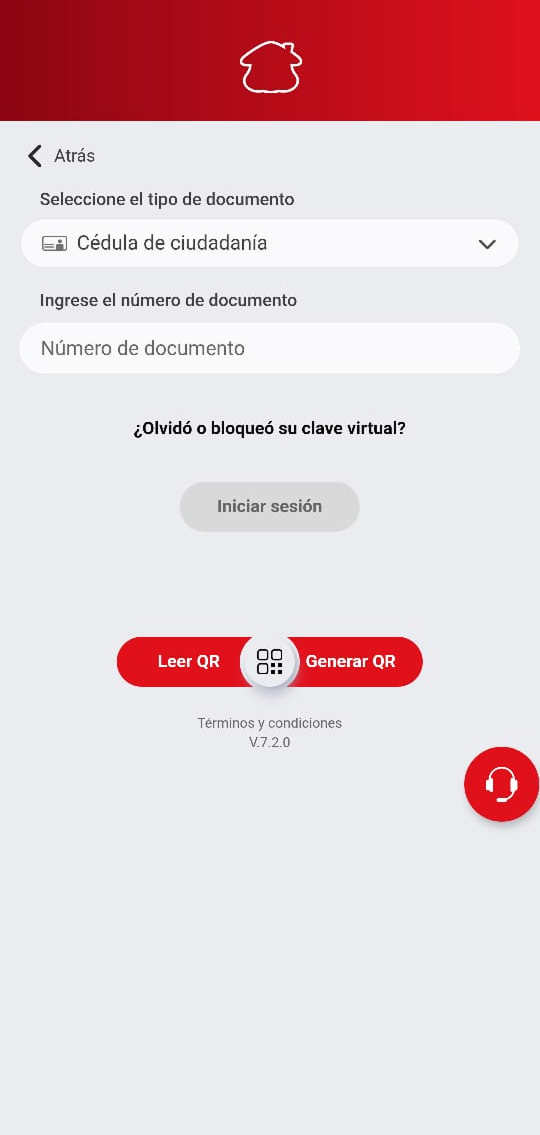 Atrás
Seleccione el tipo de documento
Cédula de ciudadanía
Ingrese el número de documento
Número de documento
¿Olvidó o bloqueó su clave virtual?
Iniciar sesión
Leer QR
Generar QR
Términos y condiciones
V.7.2.0